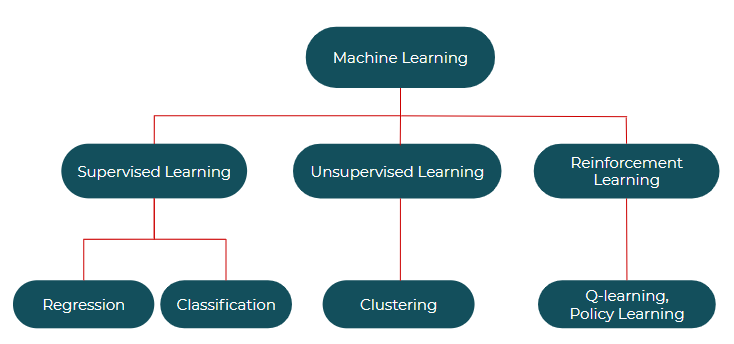 Machine Learning
Supervised Learning
Unsupervised Learning
Reinforcement
Learning
Regression
Classification
Clustering
Q-learning,
Policy Learning